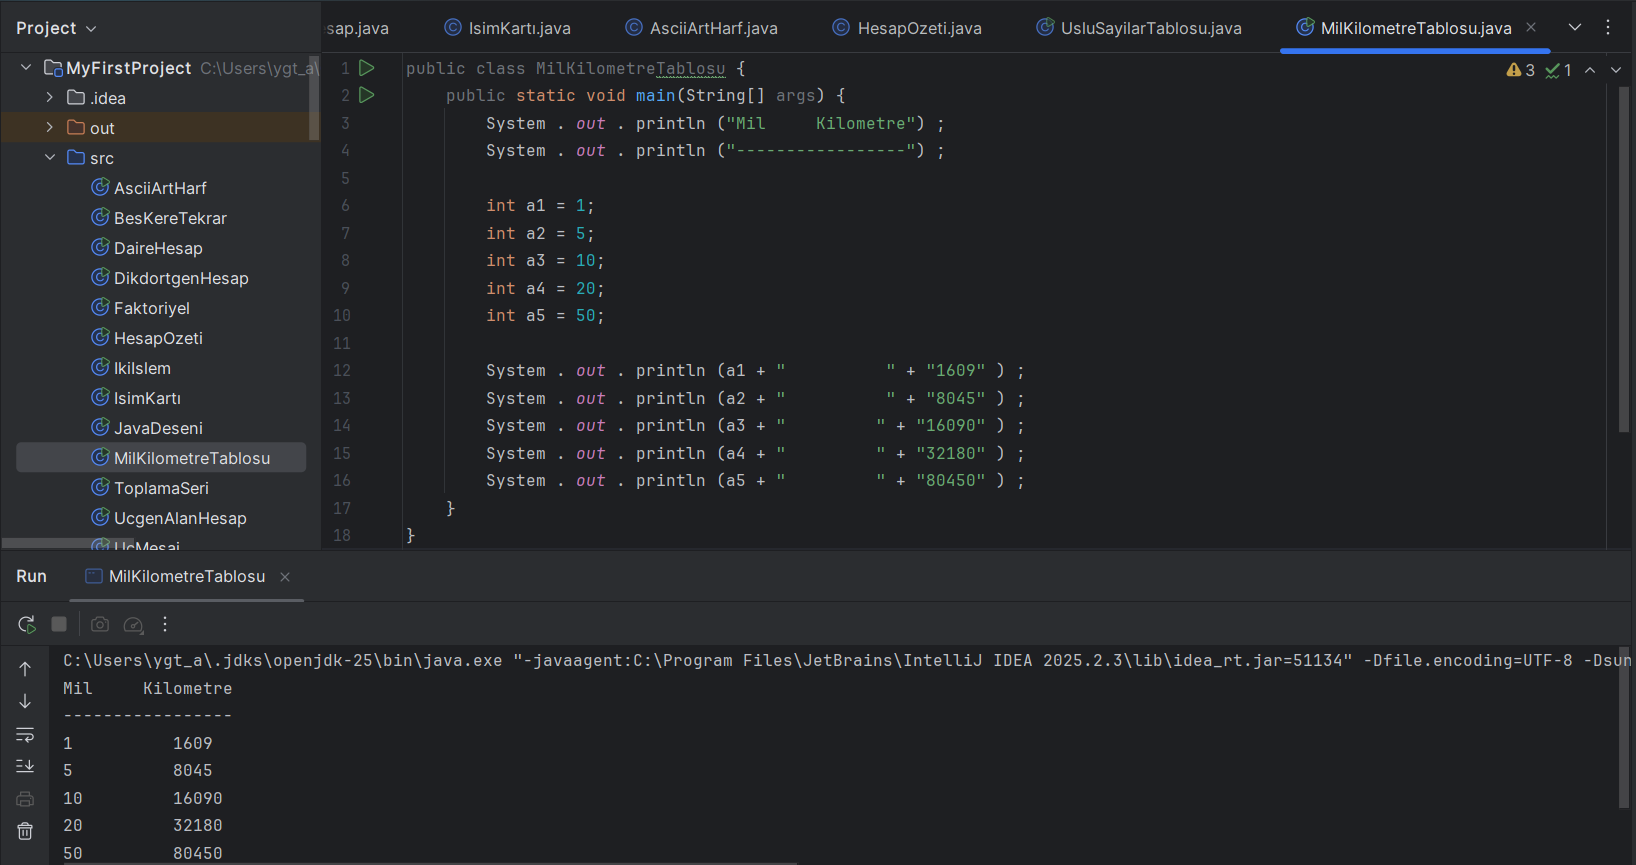 Project
sap.java IsimKartı.java AsciiArtHarf.java HesapOzeti.java UsluSayilarTablosu.java MilKilometreTablosu.java
MyFirstProject C:\Users\ygt_a\
.idea
out
src
AsciiArtHarf
BesKereTekrar
DaireHesap
DikdortgenHesap
Faktoriyel
HesapOzeti
IkiIslem
IsimKartı
JavaDeseni
MilKilometreTablosu
ToplamaSeri
UcgenAlanHesap
UcMesaj
3 1
1 public class MilKilometreTablosu {
2     public static void main(String[] args) {
3         System . out . println ("Mil     Kilometre") ;
4         System . out . println ("-----------------") ;
5
6         int a1 = 1;
7         int a2 = 5;
8         int a3 = 10;
9         int a4 = 20;
10         int a5 = 50;
11
12         System . out . println (a1 + "          " + "1609" ) ;
13         System . out . println (a2 + "          " + "8045" ) ;
14         System . out . println (a3 + "         " + "16090" ) ;
15         System . out . println (a4 + "         " + "32180" ) ;
16         System . out . println (a5 + "         " + "80450" ) ;
17     }
18 }
Run MilKilometreTablosu
C:\Users\ygt_a\.jdks\openjdk-25\bin\java.exe "-javaagent:C:\Program Files\JetBrains\IntelliJ IDEA 2025.2.3\lib\idea_rt.jar=51134" -Dfile.encoding=UTF-8 -Dsun
Mil     Kilometre
-----------------
1          1609
5          8045
10         16090
20         32180
50         80450